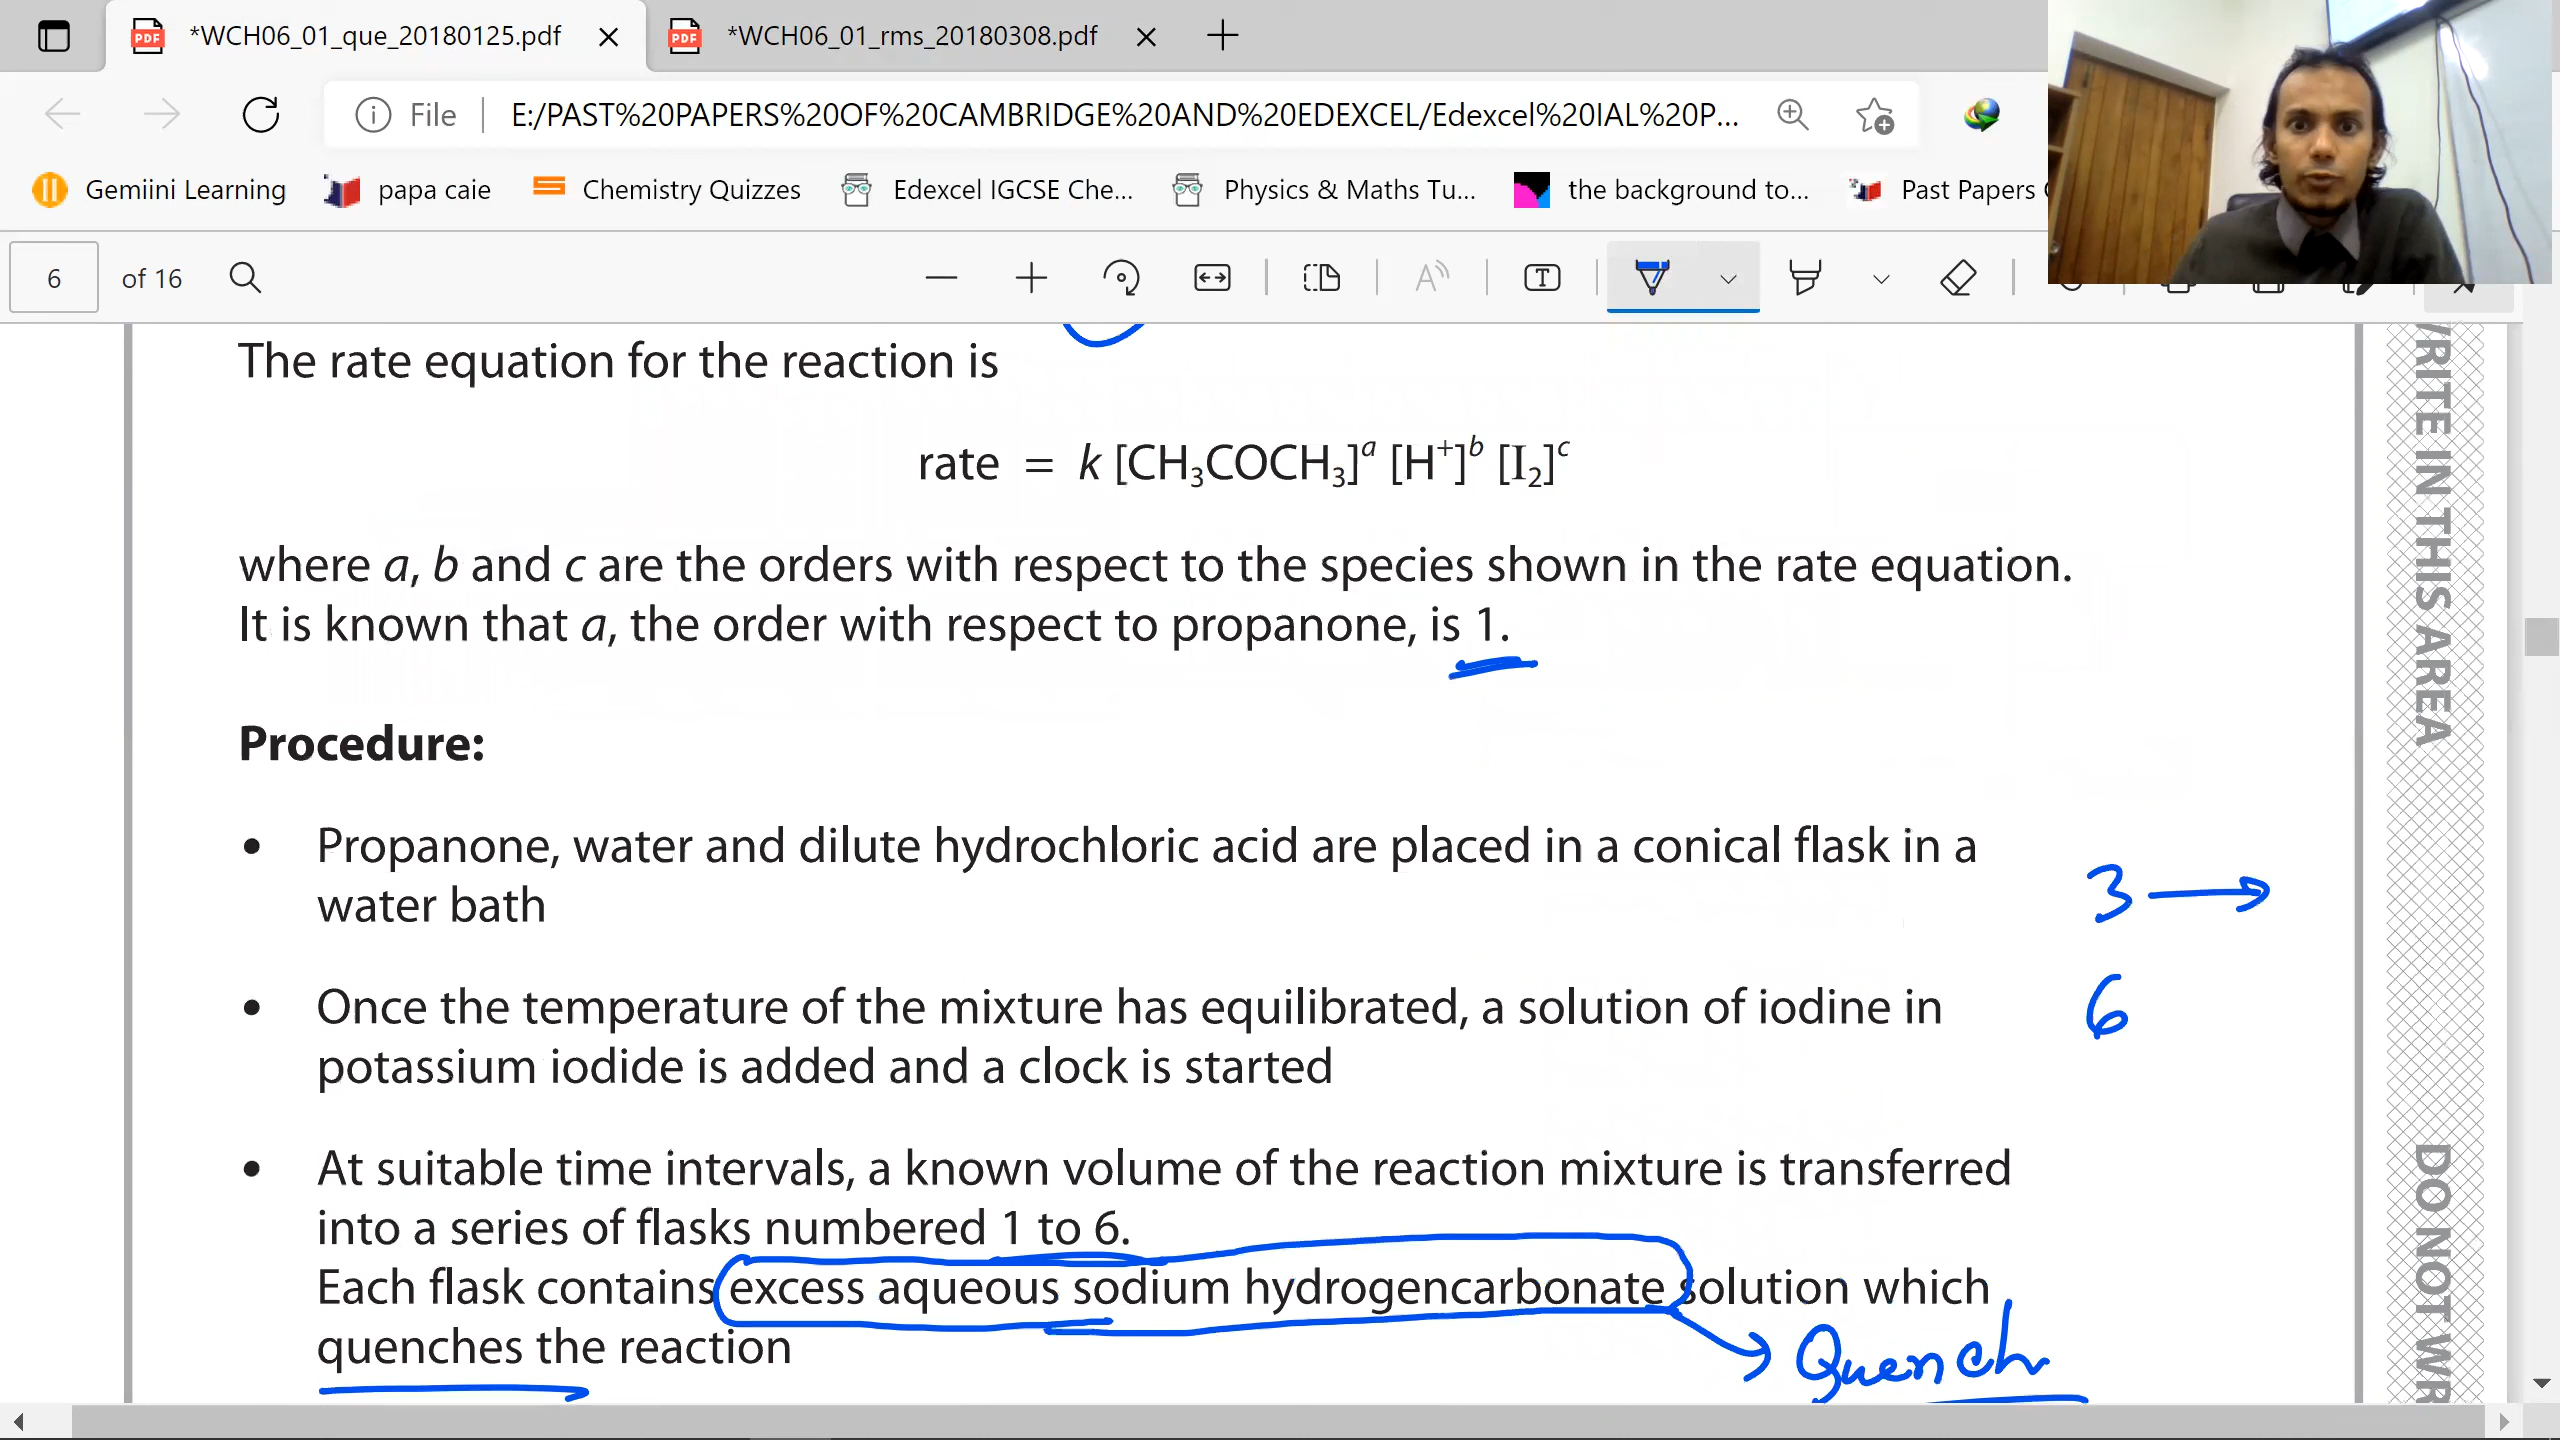 *WCH06_01_que_20180125.pdf
*WCH06_01_rms_20180308.pdf
File
E:/PAST%20PAPERS%20OF%20CAMBRIDGE%20AND%20EDEXCEL/Edexcel%20IAL%20P...
Gemiini Learning
papa caie
Chemistry Quizzes
Edexcel IGCSE Che...
Physics & Maths Tu...
the background to...
Past Papers
6 of 16
The rate equation for the reaction is
rate = k [CH₃COCH₃]ᵃ [H⁺]ᵇ [I₂]ᶜ
where a, b and c are the orders with respect to the species shown in the rate equation.
It is known that a, the order with respect to propanone, is 1.
Procedure:
• Propanone, water and dilute hydrochloric acid are placed in a conical flask in a
water bath
3 →
• Once the temperature of the mixture has equilibrated, a solution of iodine in
6
potassium iodide is added and a clock is started
• At suitable time intervals, a known volume of the reaction mixture is transferred
into a series of flasks numbered 1 to 6.
Each flask contains excess aqueous sodium hydrogencarbonate solution which
quenches the reaction
→ Quench
RITE IN THIS AREA
DO NOT WR